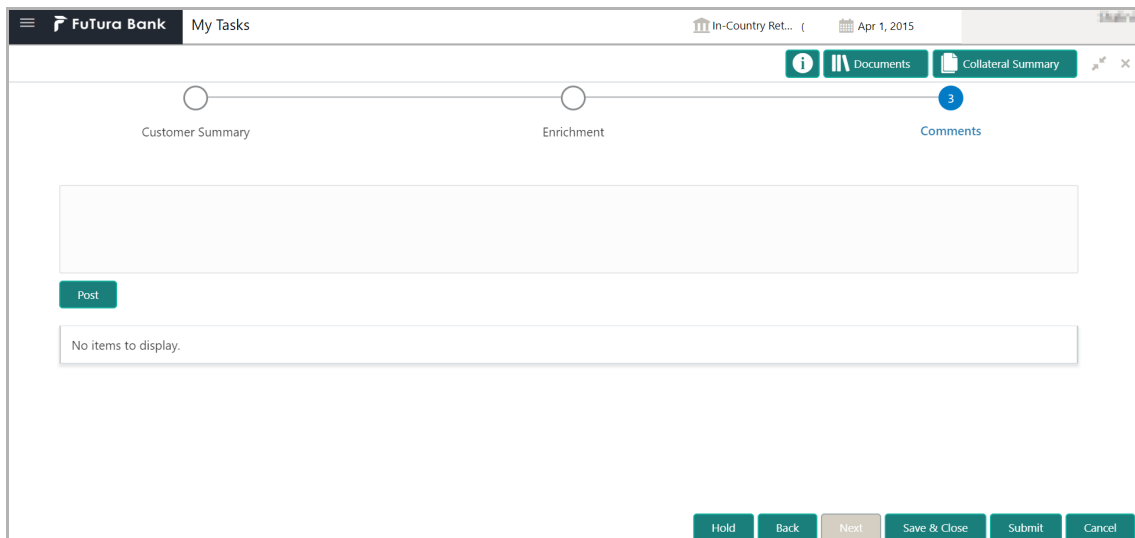 FuTura Bank My Tasks In-Country Ret... ( Apr 1, 2015
i Documents Collateral Summary
3
Customer Summary Enrichment Comments
Post
No items to display.
Hold Back Next Save & Close Submit Cancel